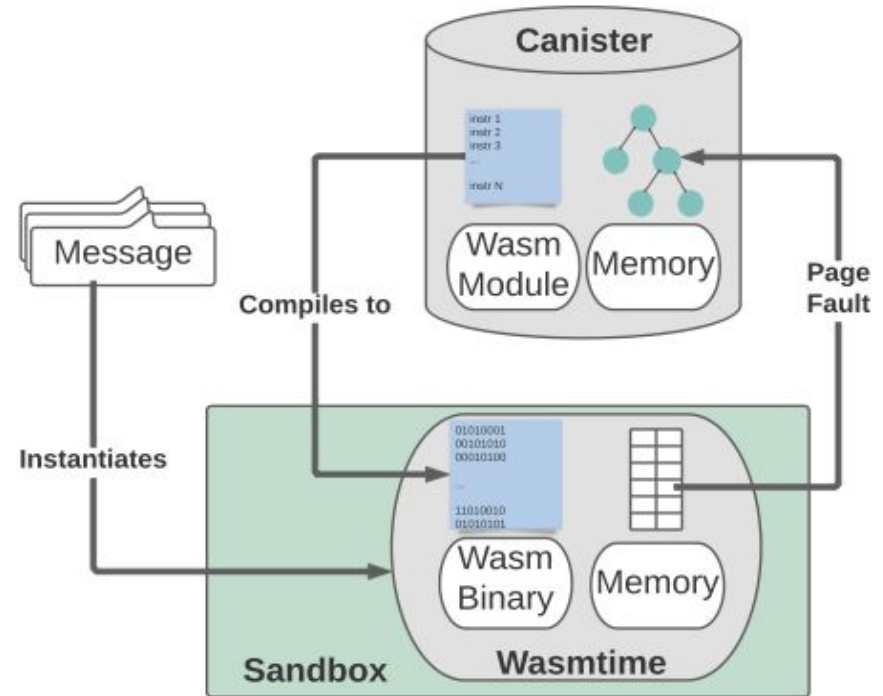 Canister
instr 1
instr 2
instr 3
...
instr N
Wasm
Module
Memory
Message
Compiles to
Page
Fault
Instantiates
01010001
00101010
00010100
...
11010010
01010101
Wasm
Binary
Memory
Sandbox
Wasmtime